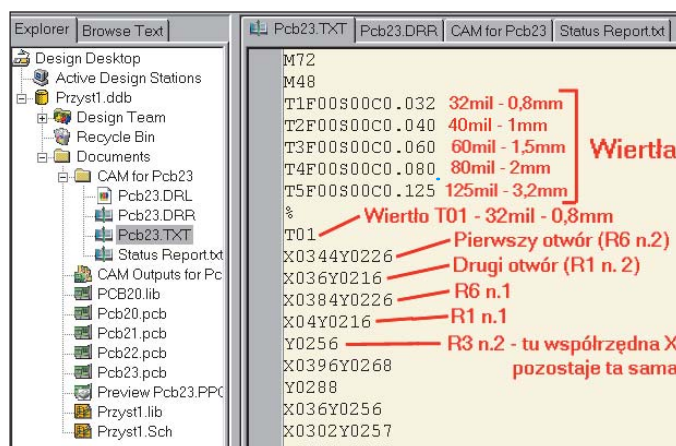 Explorer Browse Text
Design Desktop
Active Design Stations
Przyst1.ddb
Design Team
Recycle Bin
Documents
CAM for Pcb23
Pcb23.DRL
Pcb23.DRR
Pcb23.TXT
Status Report.txt
CAM Outputs for Pc
PCB20.lib
Pcb20.pcb
Pcb21.pcb
Pcb22.pcb
Pcb23.pcb
Preview Pcb23.PPC
Przyst1.lib
Przyst1.Sch
Pcb23.TXT Pcb23.DRR CAM for Pcb23 Status Report.txt
M72
M48
T1F00S00C0.032 32mil - 0,8mm
T2F00S00C0.040 40mil - 1mm
T3F00S00C0.060 60mil - 1,5mm
T4F00S00C0.080 80mil - 2mm
T5F00S00C0.125 125mil - 3,2mm
Wiertła
%
T01 Wiertło T01 - 32mil - 0,8mm
X0344Y0226 Pierwszy otwór (R6 n.2)
X036Y0216 Drugi otwór (R1 n. 2)
X0384Y0226 R6 n.1
X04Y0216 R1 n.1
Y0256 R3 n.2 - tu współrzędna X
X0396Y0268 pozostaje ta sama
Y0288
X036Y0256
X0302Y0257